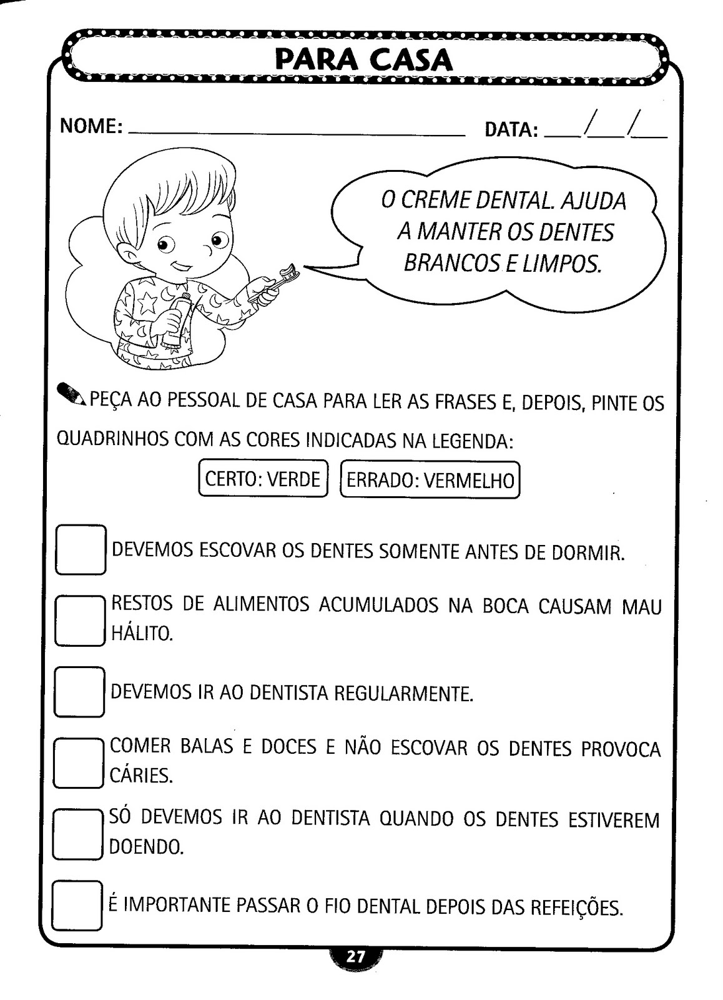 PARA CASA
NOME: DATA: / /
O CREME DENTAL. AJUDA
A MANTER OS DENTES
BRANCOS E LIMPOS.
PEÇA AO PESSOAL DE CASA PARA LER AS FRASES E, DEPOIS, PINTE OS
QUADRINHOS COM AS CORES INDICADAS NA LEGENDA:
CERTO: VERDE ERRADO: VERMELHO
DEVEMOS ESCOVAR OS DENTES SOMENTE ANTES DE DORMIR.
RESTOS DE ALIMENTOS ACUMULADOS NA BOCA CAUSAM MAU
HÁLITO.
DEVEMOS IR AO DENTISTA REGULARMENTE.
COMER BALAS E DOCES E NÃO ESCOVAR OS DENTES PROVOCA
CÁRIES.
SÓ DEVEMOS IR AO DENTISTA QUANDO OS DENTES ESTIVEREM
DOENDO.
É IMPORTANTE PASSAR O FIO DENTAL DEPOIS DAS REFEIÇÕES.
27